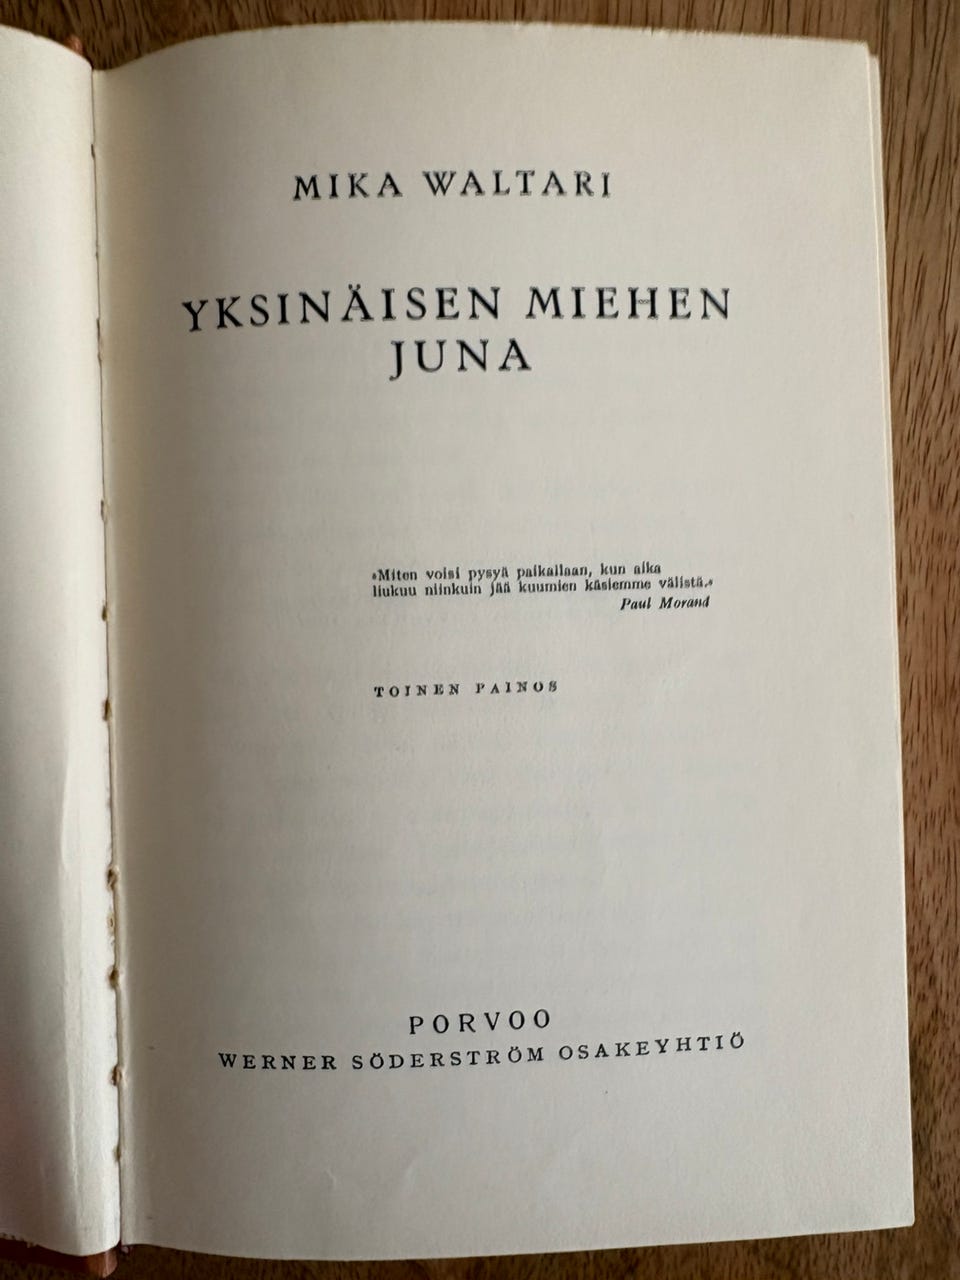 MIKA WALTARI
YKSINÄISEN MIEHEN
JUNA
»Miten voisi pysyä paikallaan, kun aika
liukuu niinkuin jää kuumien käsiemme välistä.»
Paul Morand
TOINEN PAINOS
PORVOO
WERNER SÖDERSTRÖM OSAKEYHTIÖ